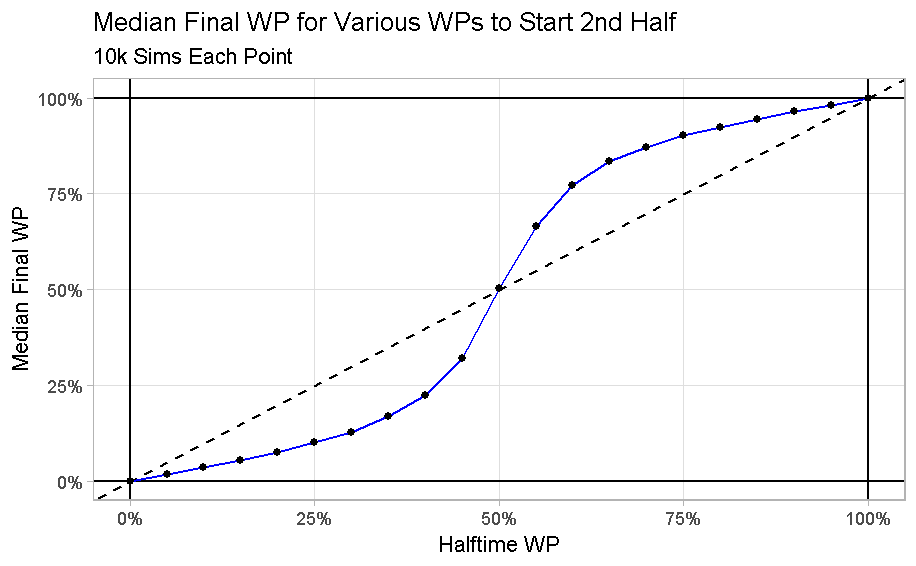 Median Final WP for Various WPs to Start 2nd Half
10k Sims Each Point
100%
75%
50%
25%
0%
Median Final WP
0%
25%
50%
75%
100%
Halftime WP